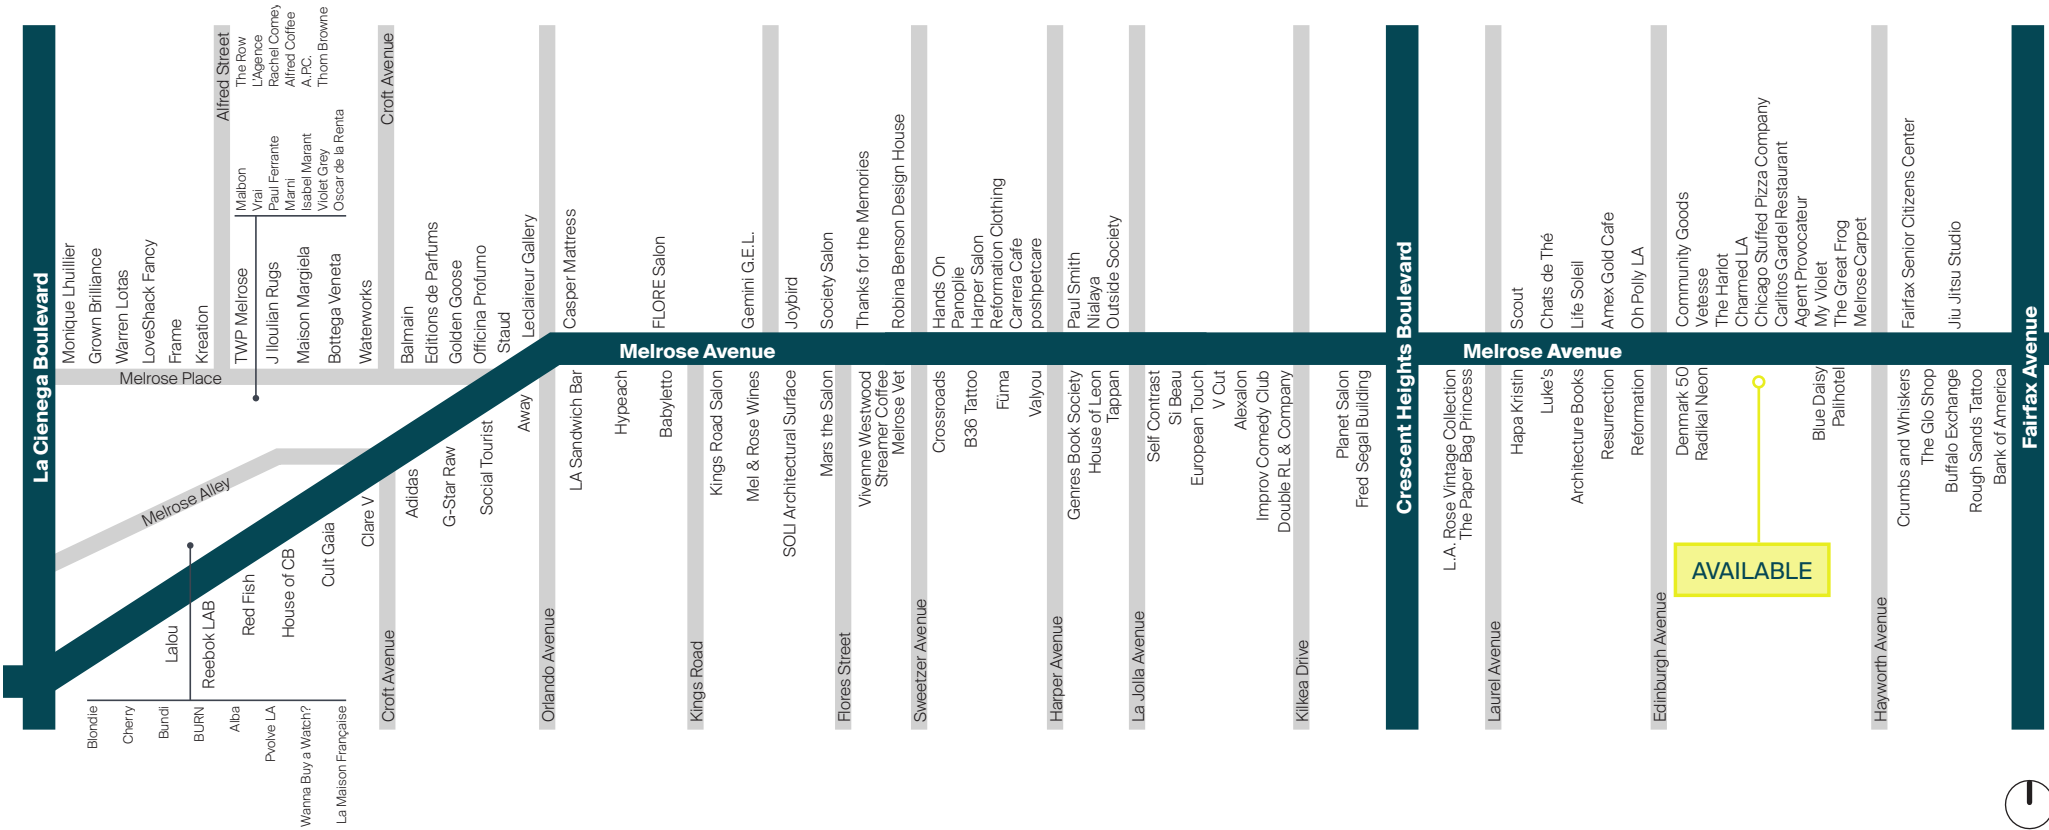 La Cienega Boulevard
Monique Lhuillier
Grown Brilliance
Warren Lotas
LoveShack Fancy
Frame
Kreation
Alfred Street
The Row
L'Agence
Rachel Comey
Alfred Coffee
A.P.C.
Thom Browne
Malbon
Vrai
Paul Ferrante
Marni
Isabel Marant
Violet Grey
Oscar de la Renta
TWP Melrose
J Iloulian Rugs
Maison Margiela
Bottega Veneta
Waterworks
Croft Avenue
Balmain
Editions de Parfums
Golden Goose
Officina Profumo
Staud
Leclaireur Gallery
Casper Mattress
FLORE Salon
Gemini G.E.L.
Joybird
Society Salon
Thanks for the Memories
Robina Benson Design House
Hands On
Panoplie
Harper Salon
Reformation Clothing
Carrera Cafe
poshpetcare
Paul Smith
Nialaya
Outside Society
Crescent Heights Boulevard
Scout
Chats de Thé
Life Soleil
Amex Gold Cafe
Oh Polly LA
Community Goods
Vetesse
The Harlot
Charmed LA
Chicago Stuffed Pizza Company
Carlitos Gardel Restaurant
Agent Provocateur
My Violet
The Great Frog
Melrose Carpet
Fairfax Senior Citizens Center
Jiu Jitsu Studio
Fairfax Avenue
Melrose Avenue
Melrose Avenue
Melrose Place
Melrose Alley
Lalou
Reebok LAB
Red Fish
House of CB
Cult Gaia
Clare V
Adidas
G-Star Raw
Social Tourist
Away
LA Sandwich Bar
Hypeach
Babyletto
Kings Road Salon
Mel & Rose Wines
SOLI Architectural Surface
Mars the Salon
Vivenne Westwood
Streamer Coffee
Melrose Vet
Crossroads
B36 Tattoo
Füma
Valyou
Genres Book Society
House of Leon
Tappan
Self Contrast
Si Beau
European Touch
V Cut
Alexalon
Improv Comedy Club
Double RL & Company
Planet Salon
Fred Segal Building
L.A. Rose Vintage Collection
The Paper Bag Princess
Hapa Kristin
Luke's
Architecture Books
Resurrection
Reformation
Denmark 50
Radikal Neon
AVAILABLE
Blue Daisy
Palihotel
Crumbs and Whiskers
The Glo Shop
Buffalo Exchange
Rough Sands Tattoo
Bank of America
Blondie
Cherry
Bundi
BURN
Alba
Pvolve LA
Wanna Buy a Watch?
La Maison Française
Croft Avenue
Orlando Avenue
Kings Road
Flores Street
Sweetzer Avenue
Harper Avenue
La Jolla Avenue
Kilkea Drive
Laurel Avenue
Edinburgh Avenue
Hayworth Avenue